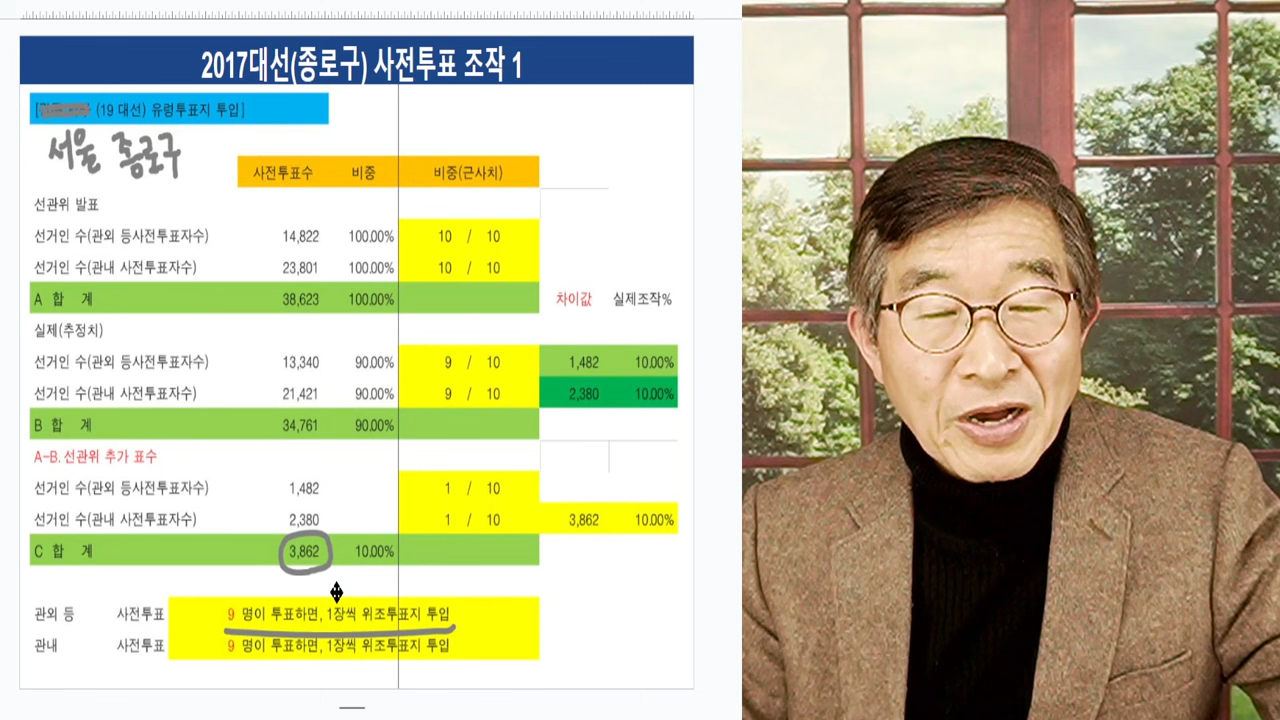 2017대선(종로구) 사전투표 조작 1
[ (19 대선) 유령투표지 투입]
서울 종로구
사전투표수 비중 비중(근사치)
선관위 발표
선거인 수(관외 등사전투표자수) 14,822 100.00% 10 / 10
선거인 수(관내 사전투표자수) 23,801 100.00% 10 / 10
A 합 계 38,623 100.00% 차이값 실제조작%
실제(추정치)
선거인 수(관외 등사전투표자수) 13,340 90.00% 9 / 10 1,482 10.00%
선거인 수(관내 사전투표자수) 21,421 90.00% 9 / 10 2,380 10.00%
B 합 계 34,761 90.00%
A-B. 선관위 추가 표수
선거인 수(관외 등사전투표자수) 1,482 1 / 10
선거인 수(관내 사전투표자수) 2,380 1 / 10 3,862 10.00%
C 합 계 3,862 10.00%
관외 등 사전투표 9 명이 투표하면, 1장씩 위조투표지 투입
관내 사전투표 9 명이 투표하면, 1장씩 위조투표지 투입